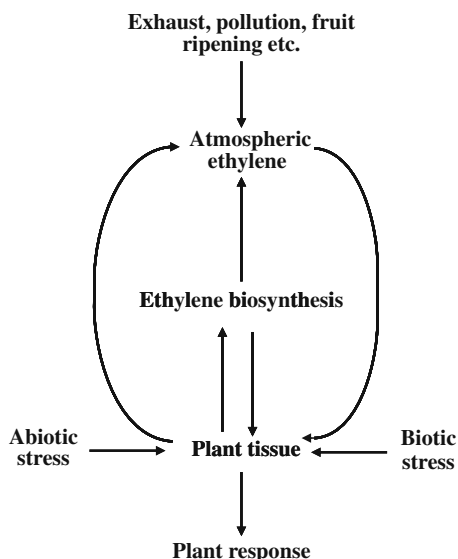 Exhaust, pollution, fruit
ripening etc.
Atmospheric
ethylene
Ethylene biosynthesis
Abiotic
stress
Plant tissue
Biotic
stress
Plant response